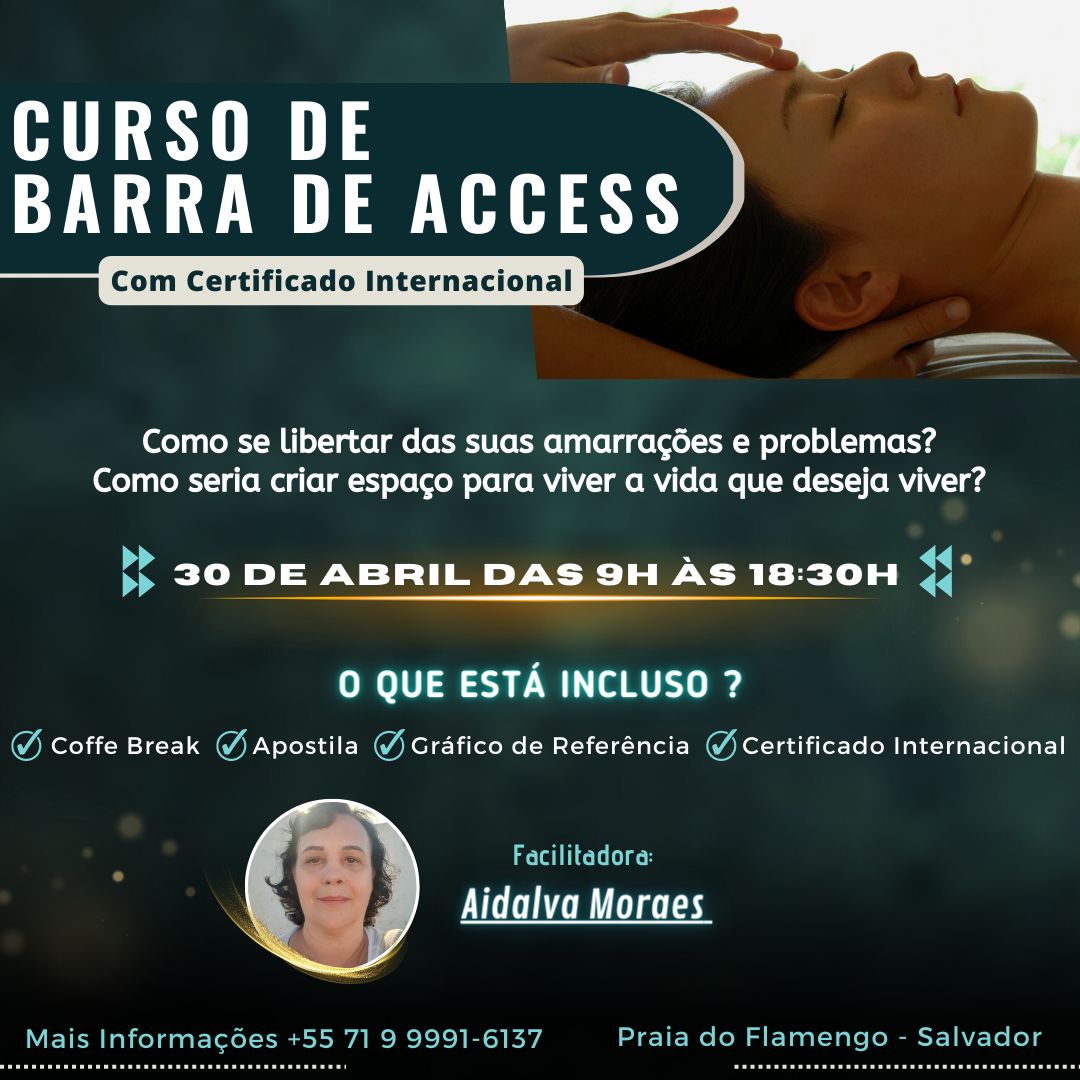 CURSO DE
BARRA DE ACCESS
Com Certificado Internacional
Como se libertar das suas amarrações e problemas?
Como seria criar espaço para viver a vida que deseja viver?
30 DE ABRIL DAS 9H ÀS 18:30H
O QUE ESTÁ INCLUSO ?
Coffe Break Apostila Gráfico de Referência Certificado Internacional
Facilitadora:
Aidalva Moraes
Mais Informações +55 71 9 9991-6137
Praia do Flamengo - Salvador